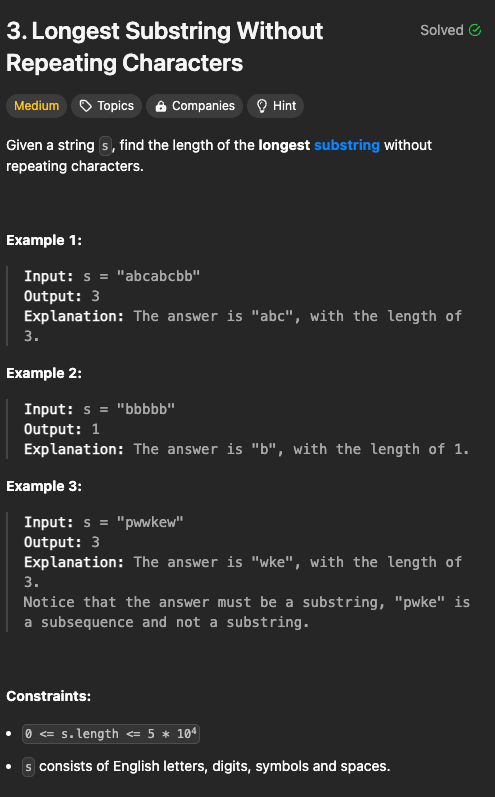 3. Longest Substring Without
Solved
Repeating Characters
Medium
Topics
Companies
Hint
Given a string s, find the length of the longest substring without
repeating characters.
Example 1:
Input: s = "abcabcbb"
Output: 3
Explanation: The answer is "abc", with the length of
3.
Example 2:
Input: s = "bbbbb"
Output: 1
Explanation: The answer is "b", with the length of 1.
Example 3:
Input: s = "pwwkew"
Output: 3
Explanation: The answer is "wke", with the length of
3.
Notice that the answer must be a substring, "pwke" is
a subsequence and not a substring.
Constraints:
• 0 <= s.length <= 5 * 10⁴
• s consists of English letters, digits, symbols and spaces.